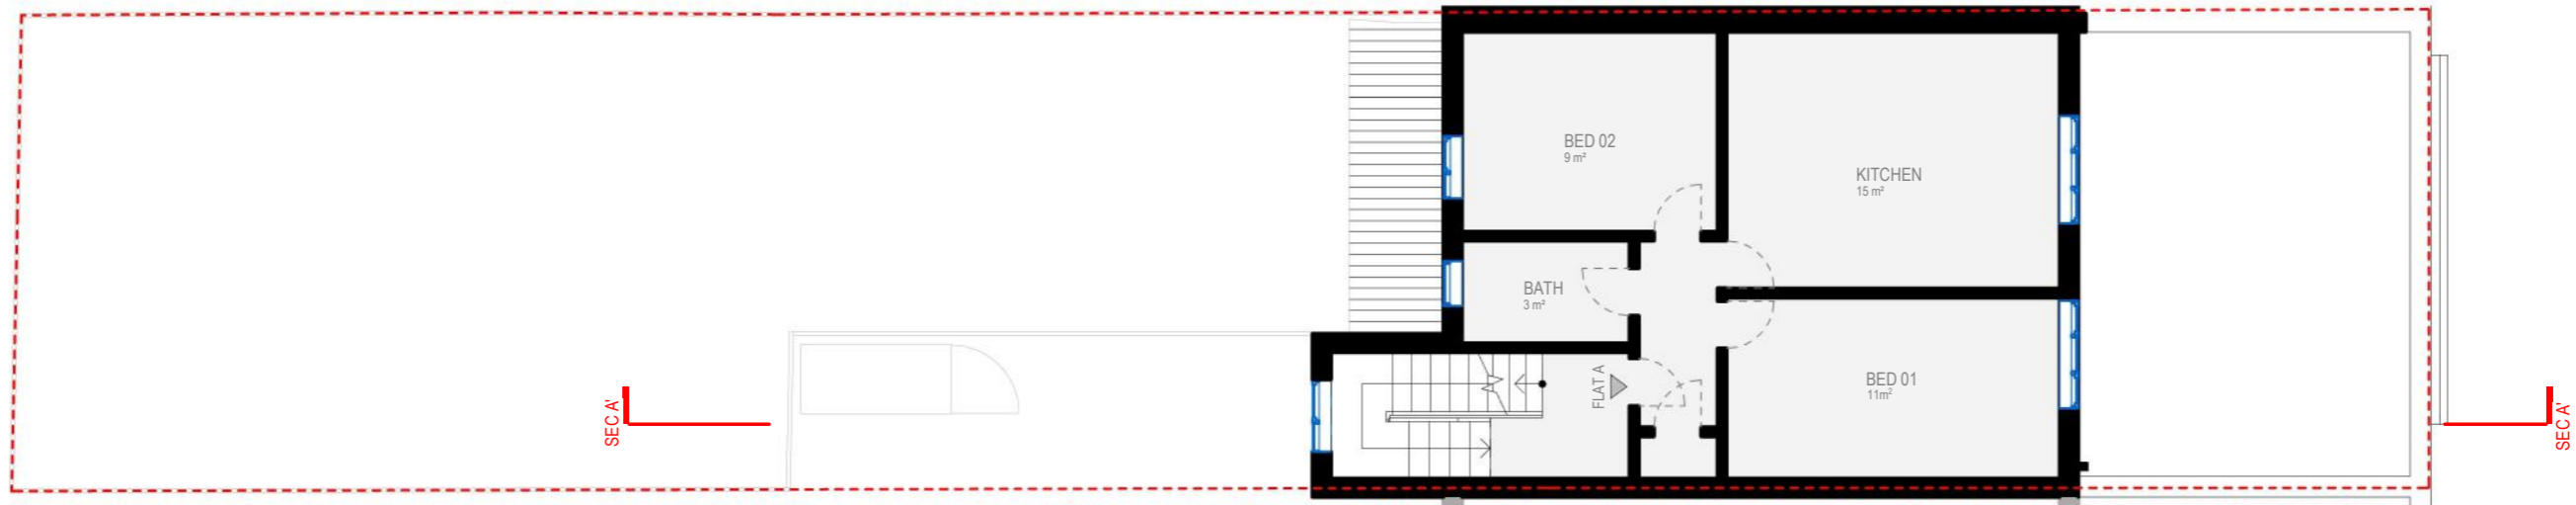 BED 02
9 m²
KITCHEN
15 m²
BATH
3 m²
FLAT A
BED 01
11m²
SEC A'
SEC A'